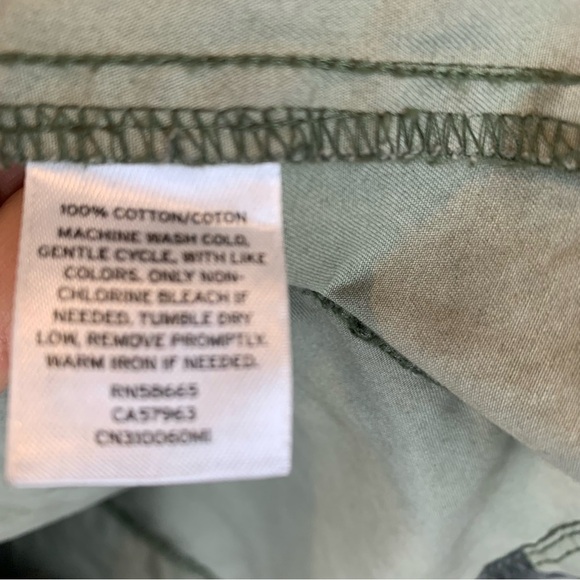 100% COTTON/COTON
MACHINE WASH COLD,
GENTLE CYCLE, WITH LIKE
COLORS. ONLY NON-
CHLORINE BLEACH IF
NEEDED. TUMBLE DRY
LOW, REMOVE PROMPTLY.
WARM IRON IF NEEDED.
RN58665
CA57963
CN310060HI